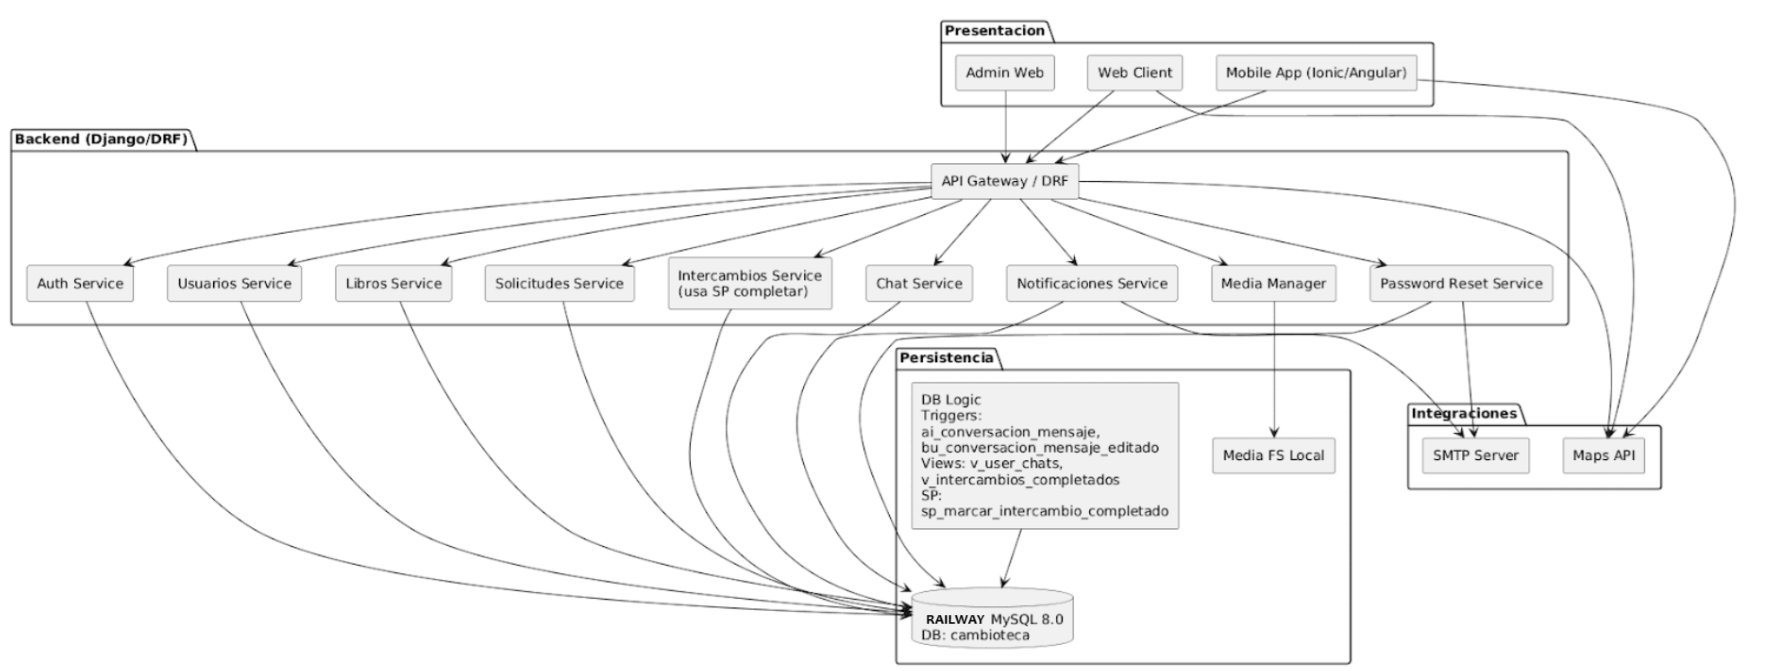 Presentacion
Admin Web
Web Client
Mobile App (Ionic/Angular)
Backend (Django/DRF)
API Gateway / DRF
Auth Service
Usuarios Service
Libros Service
Solicitudes Service
Intercambios Service
(usa SP completar)
Chat Service
Notificaciones Service
Media Manager
Password Reset Service
Persistencia
DB Logic
Triggers:
ai_conversacion_mensaje,
bu_conversacion_mensaje_editado
Views: v_user_chats,
v_intercambios_completados
SP:
sp_marcar_intercambio_completado
Media FS Local
Integraciones
SMTP Server
Maps API
RAILWAY MySQL 8.0
DB: cambioteca